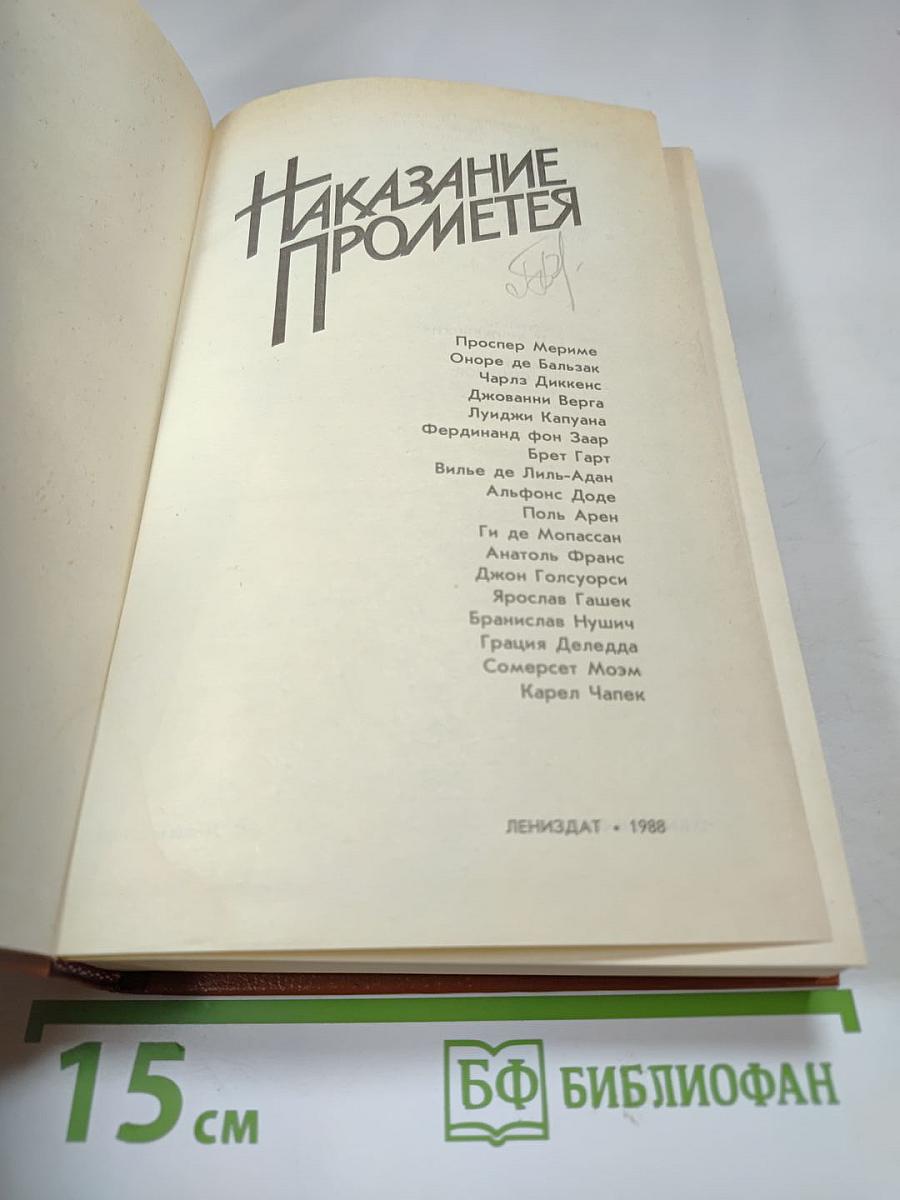 НАКАЗАНИЕ
ПРОМЕТЕЯ
Проспер Мериме
Оноре де Бальзак
Чарлз Диккенс
Джованни Верга
Луиджи Капуана
Фердинанд фон Заар
Брет Гарт
Вилье де Лиль-Адан
Альфонс Доде
Поль Арен
Ги де Мопассан
Анатоль Франс
Джон Голсуорси
Ярослав Гашек
Бранислав Нушич
Грация Деледда
Сомерсет Моэм
Карел Чапек
ЛЕНИЗДАТ • 1988
15 см
БФ БИБЛИОФАН